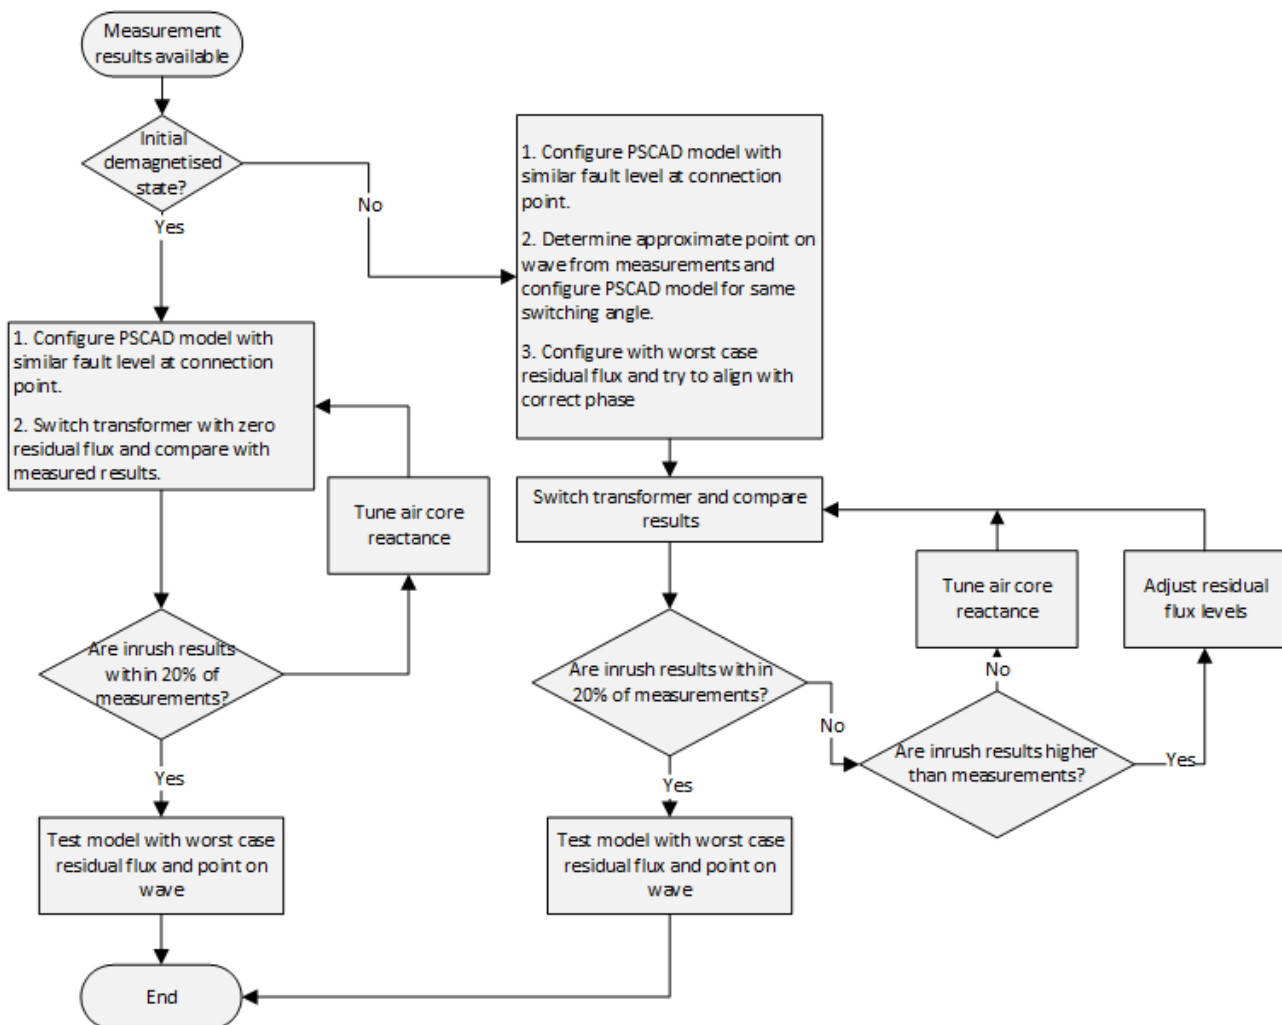 Measurement
results available
Initial
demagnetised
state?
Yes
No
1. Configure PSCAD model with
similar fault level at connection
point.
2. Switch transformer with zero
residual flux and compare with
measured results.
Tune air core
reactance
Are inrush results
within 20% of
measurements?
Yes
Test model with worst case
residual flux and point on
wave
End
1. Configure PSCAD model with
similar fault level at connection
point.
2. Determine approximate point on
wave from measurements and
configure PSCAD model for same
switching angle.
3. Configure with worst case
residual flux and try to align with
correct phase
Switch transformer and compare
results
Are inrush results within
20% of measurements?
No
Yes
Test model with worst case
residual flux and point on
wave
Are inrush results higher
than measurements?
No
Yes
Tune air core
reactance
Adjust residual
flux levels